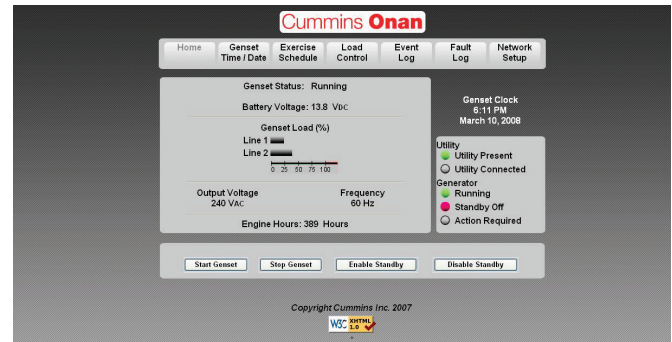 Cummins Onan
Home
Genset Time / Date
Exercise Schedule
Load Control
Event Log
Fault Log
Network Setup
Genset Status: Running
Battery Voltage: 13.8 VDC
Genset Load (%)
Line 1
Line 2
0 25 50 75 100
Output Voltage
240 VAC
Frequency
60 Hz
Engine Hours: 389 Hours
Genset Clock
6:11 PM
March 10, 2008
Utility
Utility Present
Utility Connected
Generator
Running
Standby Off
Action Required
Start Genset
Stop Genset
Enable Standby
Disable Standby
Copyright Cummins Inc. 2007
W3C XHTML 1.0